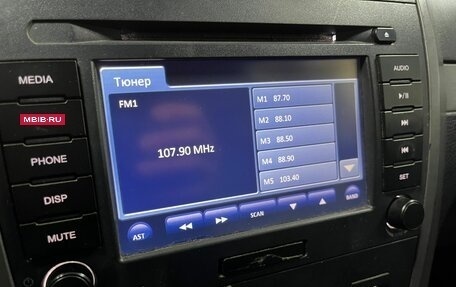 MEDIA
MBIB.RU
PHONE
DISP
MUTE
Тюнер
FM1
107.90 MHz
M1 87.70
M2 88.10
M3 88.50
M4 88.90
M5 103.40
AST
SCAN
BAND
AUDIO
SET